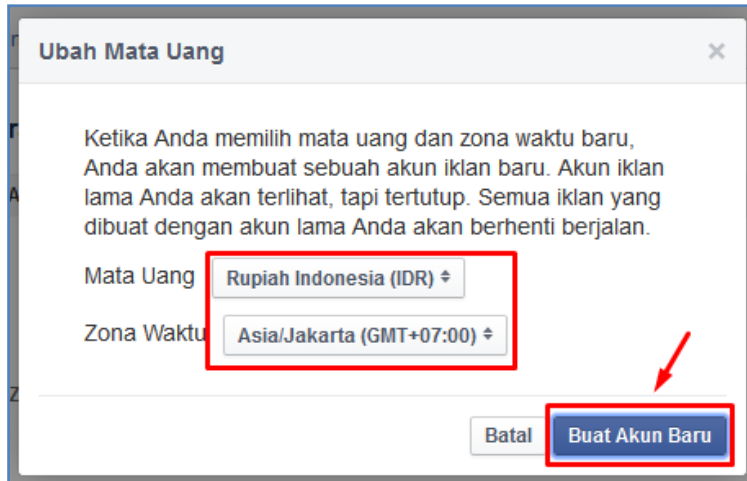 Ubah Mata Uang
Ketika Anda memilih mata uang dan zona waktu baru,
Anda akan membuat sebuah akun iklan baru. Akun iklan
lama Anda akan terlihat, tapi tertutup. Semua iklan yang
dibuat dengan akun lama Anda akan berhenti berjalan.
Mata Uang Rupiah Indonesia (IDR)
Zona Waktu Asia/Jakarta (GMT+07:00)
Batal Buat Akun Baru